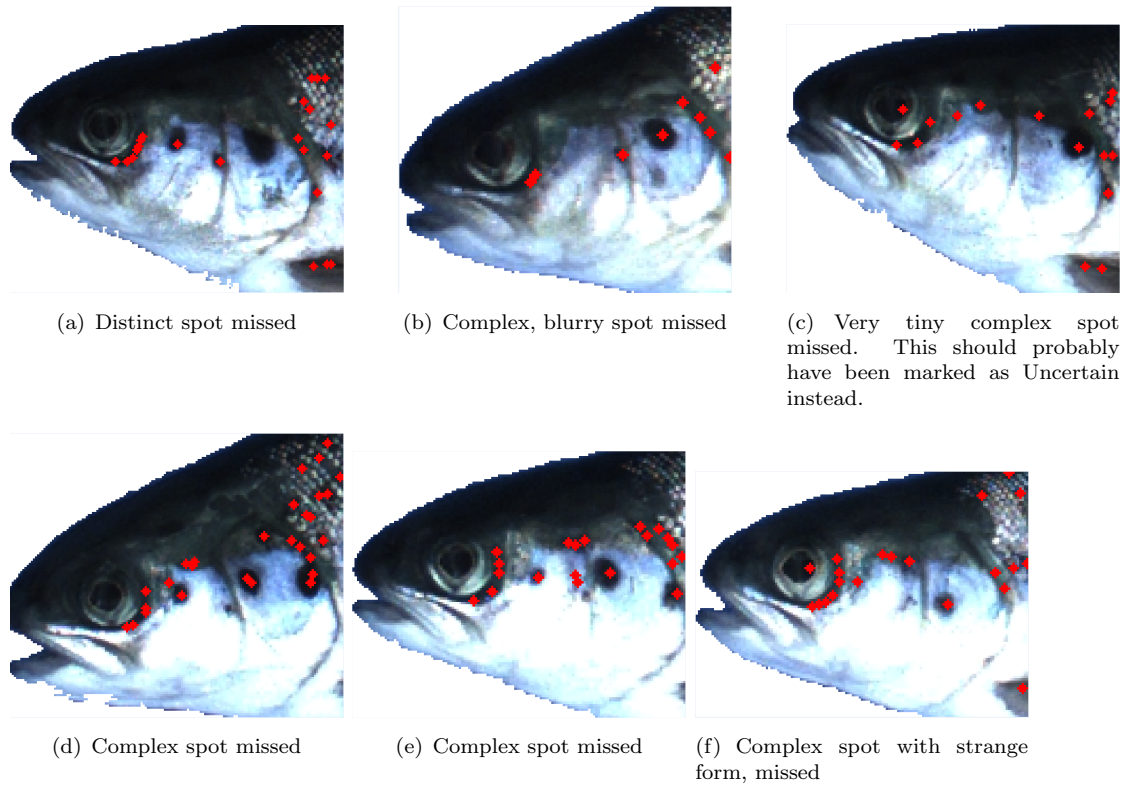 (a) Distinct spot missed
(b) Complex, blurry spot missed
(c) Very tiny complex spot
missed. This should probably
have been marked as Uncertain
instead.
(d) Complex spot missed
(e) Complex spot missed
(f) Complex spot with strange
form, missed